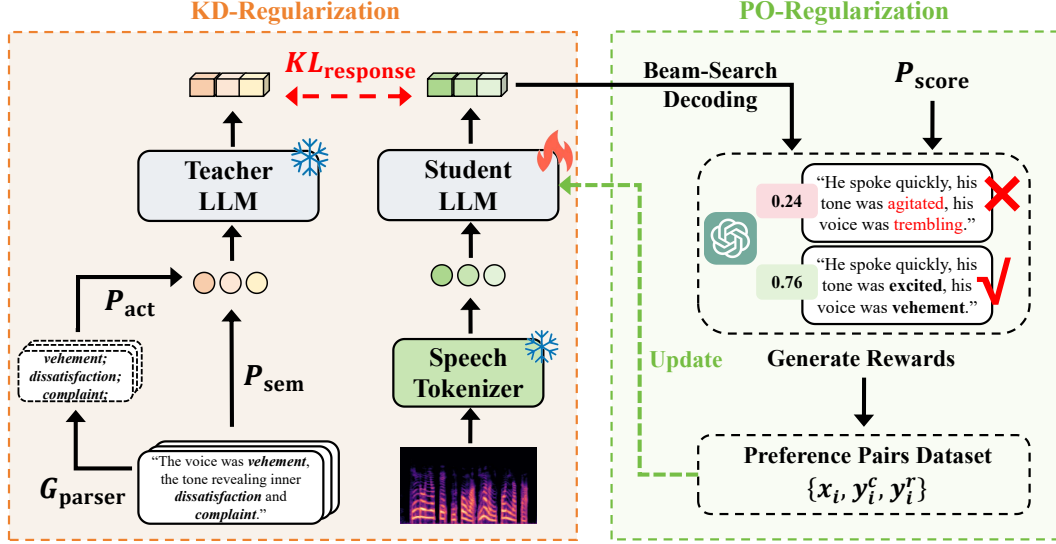 KD-Regularization
PO-Regularization
KL_response
Beam-Search
Decoding
P_score
Teacher
LLM
Student
LLM
0.24
“He spoke quickly, his
tone was agitated, his
voice was trembling.”
0.76
“He spoke quickly, his
tone was excited, his
voice was vehement.”
P_act
vehement;
dissatisfaction;
complaint;
P_sem
Speech
Tokenizer
Update
Generate Rewards
G_parser
“The voice was vehement,
the tone revealing inner
dissatisfaction and
complaint.”
Preference Pairs Dataset
{x_i, y_i^c, y_i^r}